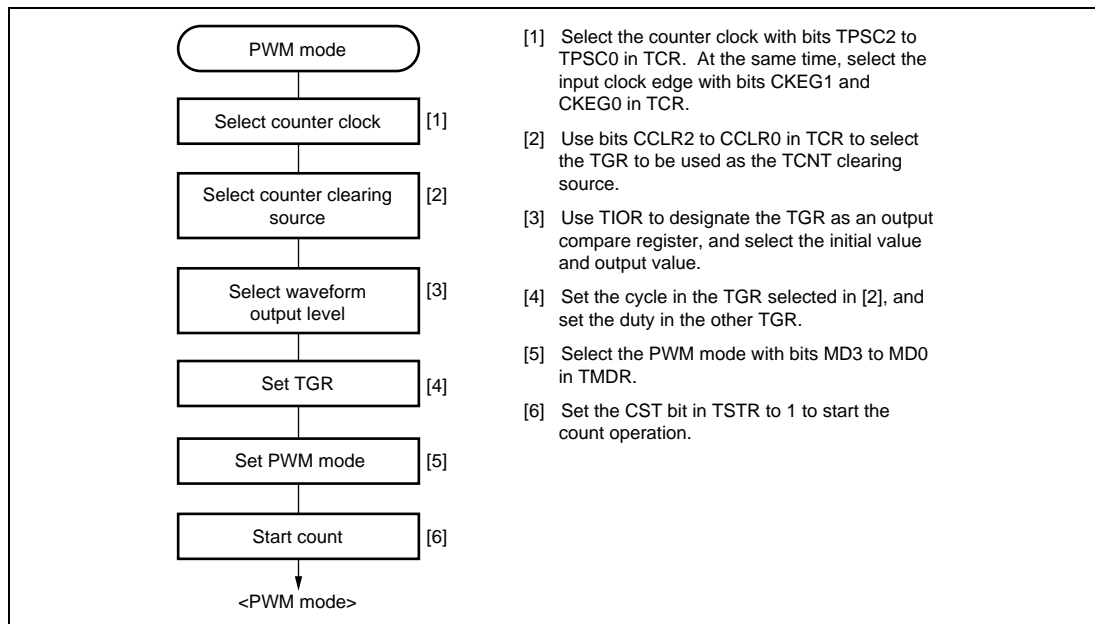 PWM mode
Select counter clock
[1]
Select counter clearing
source
[2]
Select waveform
output level
[3]
Set TGR
[4]
Set PWM mode
[5]
Start count
[6]
<PWM mode>
[1] Select the counter clock with bits TPSC2 to
TPSC0 in TCR. At the same time, select the
input clock edge with bits CKEG1 and
CKEG0 in TCR.
[2] Use bits CCLR2 to CCLR0 in TCR to select
the TGR to be used as the TCNT clearing
source.
[3] Use TIOR to designate the TGR as an output
compare register, and select the initial value
and output value.
[4] Set the cycle in the TGR selected in [2], and
set the duty in the other TGR.
[5] Select the PWM mode with bits MD3 to MD0
in TMDR.
[6] Set the CST bit in TSTR to 1 to start the
count operation.